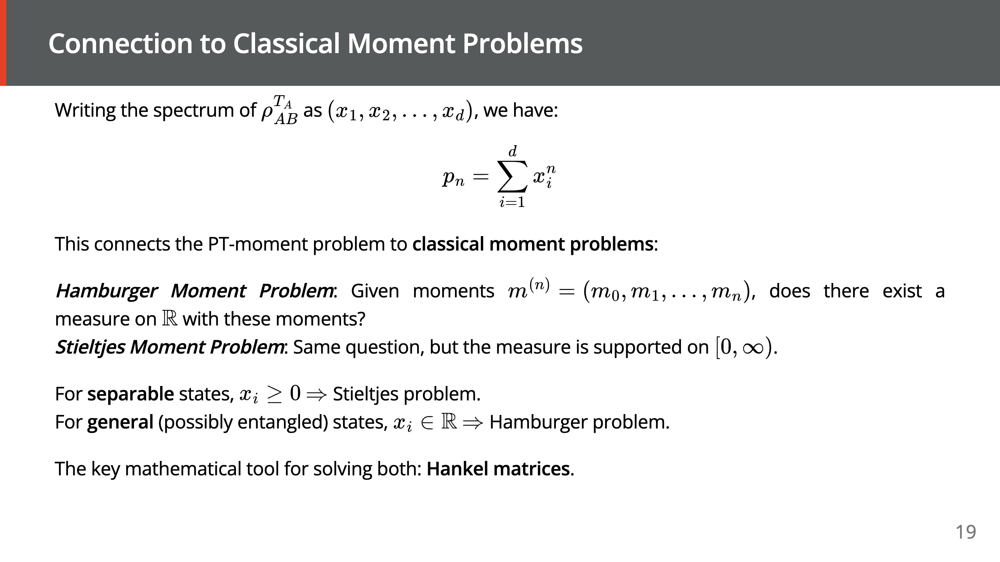 Connection to Classical Moment Problems
Writing the spectrum of $\rho_{AB}^{T_A}$ as $(x_1, x_2, \ldots, x_d)$, we have:
$p_n = \sum_{i=1}^{d} x_i^n$
This connects the PT-moment problem to classical moment problems:
Hamburger Moment Problem: Given moments $m^{(n)} = (m_0, m_1, \ldots, m_n)$, does there exist a
measure on $\mathbb{R}$ with these moments?
Stieltjes Moment Problem: Same question, but the measure is supported on $[0, \infty)$.
For separable states, $x_i \geq 0 \Rightarrow$ Stieltjes problem.
For general (possibly entangled) states, $x_i \in \mathbb{R} \Rightarrow$ Hamburger problem.
The key mathematical tool for solving both: Hankel matrices.
19